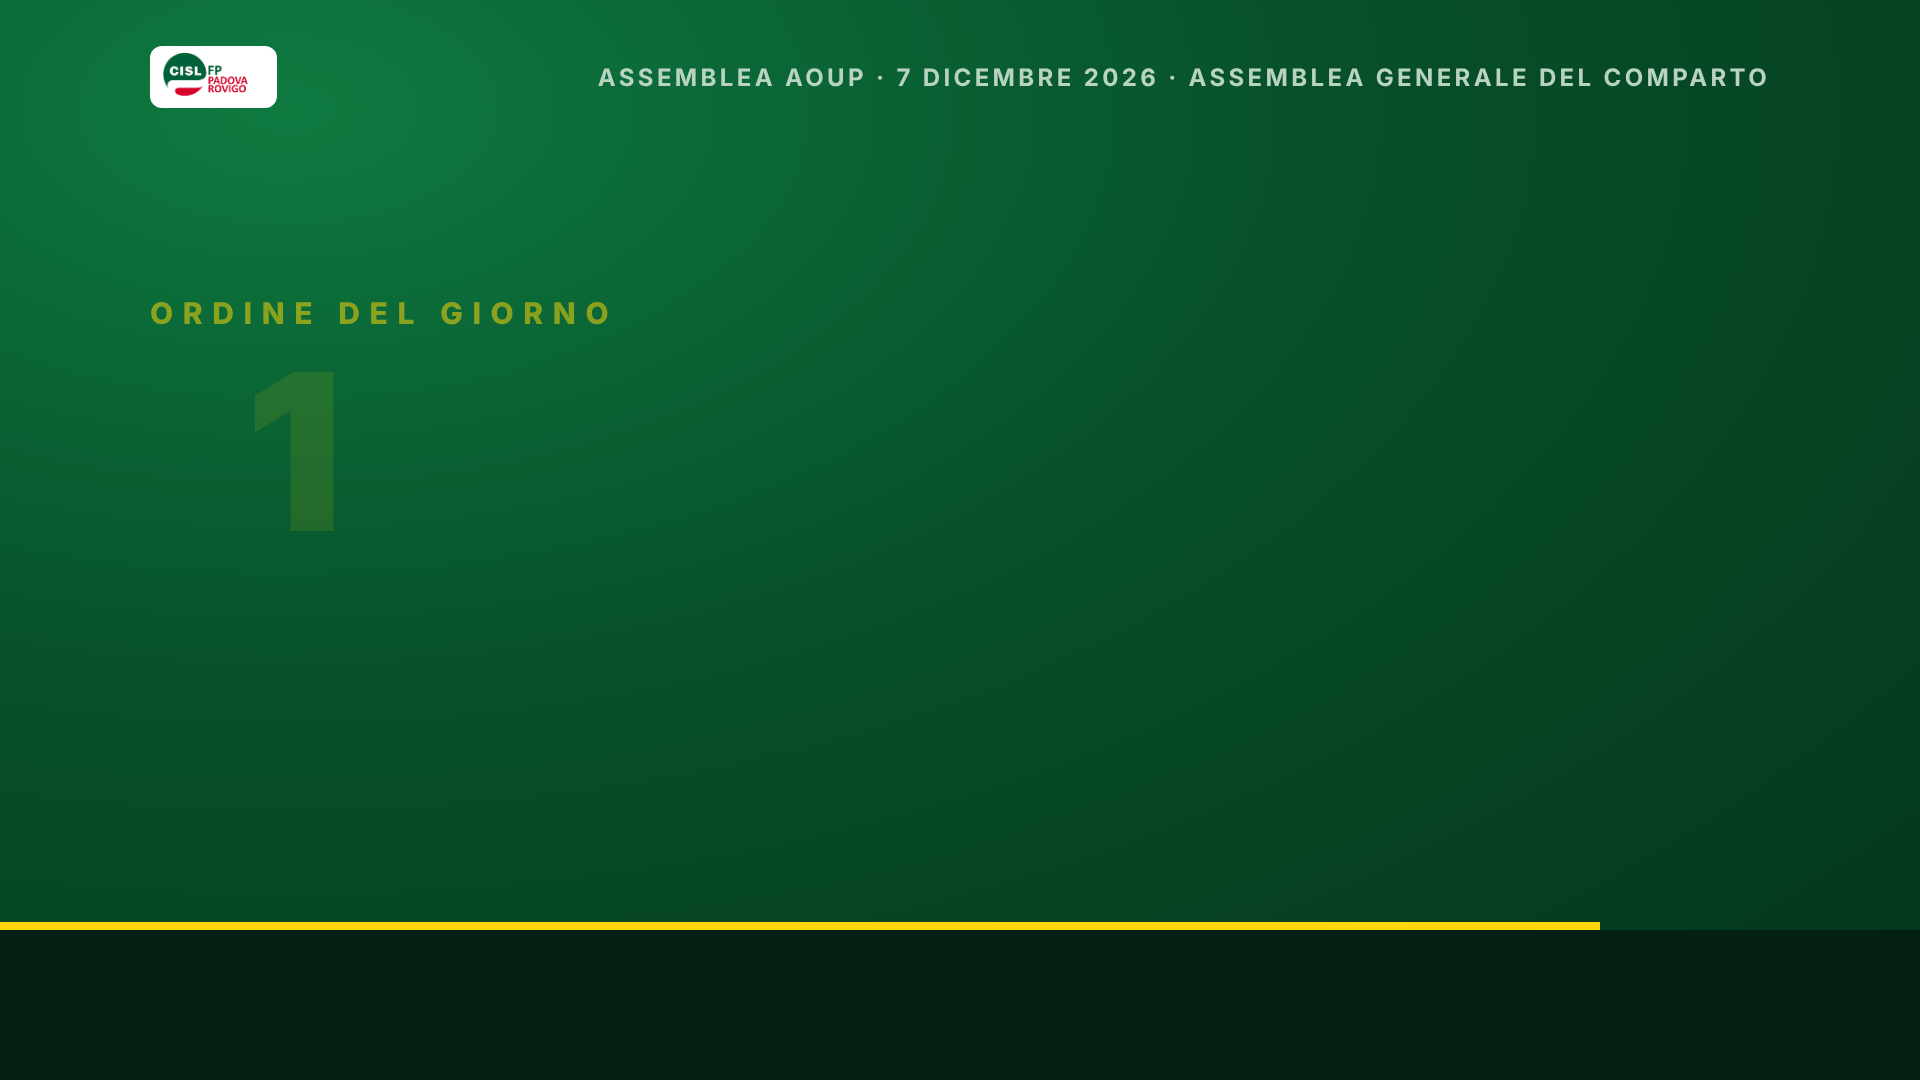 CISL FP
PADOVA
ROVIGO
ASSEMBLEA AOUP · 7 DICEMBRE 2026 · ASSEMBLEA GENERALE DEL COMPARTO
ORDINE DEL GIORNO
1